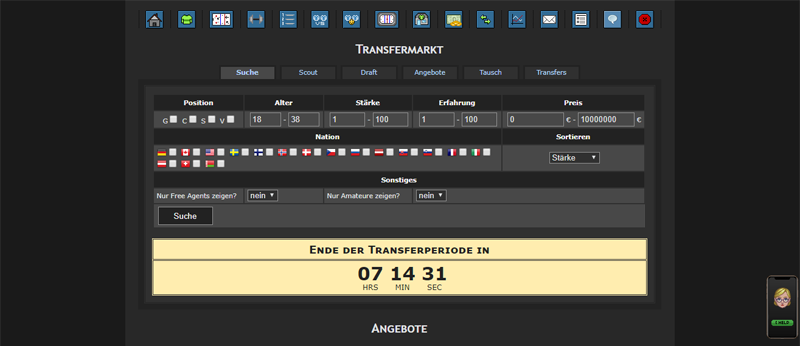 Transfermarkt
Suche Scout Draft Angebote Tausch Transfers
Position Alter Stärke Erfahrung Preis
G C S V 18 - 38 1 - 100 1 - 100 0 € - 10000000 €
Nation Sortieren
Stärke
Sonstiges
Nur Free Agents zeigen? nein Nur Amateure zeigen? nein
Suche
Ende der Transferperiode in
07 14 31
HRS MIN SEC
Angebote